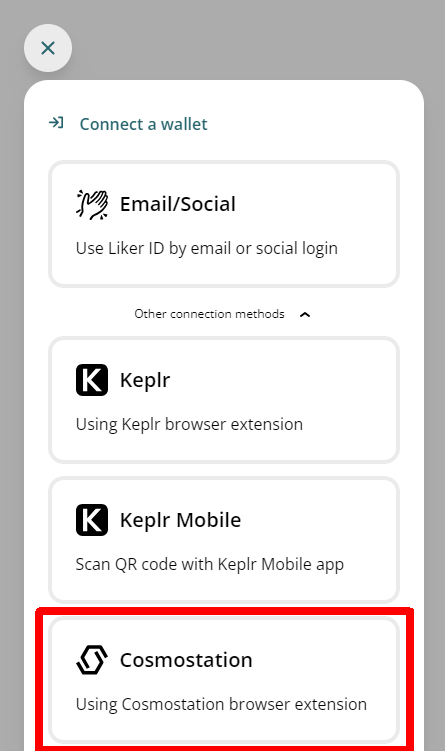 Connect a wallet
Email/Social
Use Liker ID by email or social login
Other connection methods
Keplr
Using Keplr browser extension
Keplr Mobile
Scan QR code with Keplr Mobile app
Cosmostation
Using Cosmostation browser extension